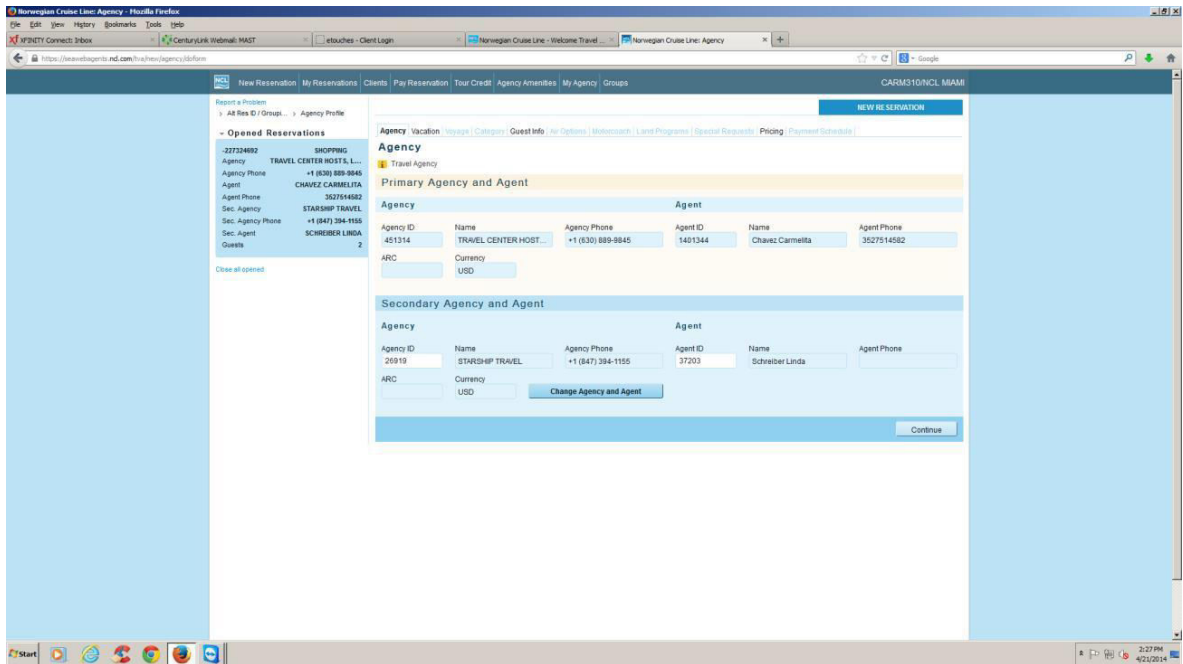 Norwegian Cruise Line: Agency - Mozilla Firefox
File Edit View History Bookmarks Tools Help
XFINITY Connect: Inbox × CenturyLink Webmail: MAST × etouches - Client Login × Norwegian Cruise Line - Welcome Travel ... × Norwegian Cruise Line: Agency × +
Google
NCL New Reservation My Reservations Clients Pay Reservation Tour Credit Agency Amenities My Agency Groups CARM310/NCL MIAMI
Report a Problem
> Alt Res ID / Groupi... > Agency Profile
NEW RESERVATION
Opened Reservations
-227324692 SHOPPING
Agency TRAVEL CENTER HOSTS, L...
Agency Phone +1 (630) 889-9845
Agent CHAVEZ CARMELITA
Agent Phone 3527514582
Sec. Agency STARSHIP TRAVEL
Sec. Agency Phone +1 (847) 394-1155
Sec. Agent SCHREIBER LINDA
Guests 2
Close all opened
Agency Vacation Voyage Category Guest Info Air Options Motorcoach Land Programs Special Requests Pricing Payment Schedule
Agency
Travel Agency
Primary Agency and Agent
Agency Agent
Agency ID Name Agency Phone Agent ID Name Agent Phone
451314 TRAVEL CENTER HOST... +1 (630) 889-9845 1401344 Chavez Carmelita 3527514582
ARC Currency
USD
Secondary Agency and Agent
Agency Agent
Agency ID Name Agency Phone Agent ID Name Agent Phone
26919 STARSHIP TRAVEL +1 (847) 394-1155 37203 Schreiber Linda
ARC Currency
USD Change Agency and Agent
Continue
Start
2:27 PM
4/21/2014